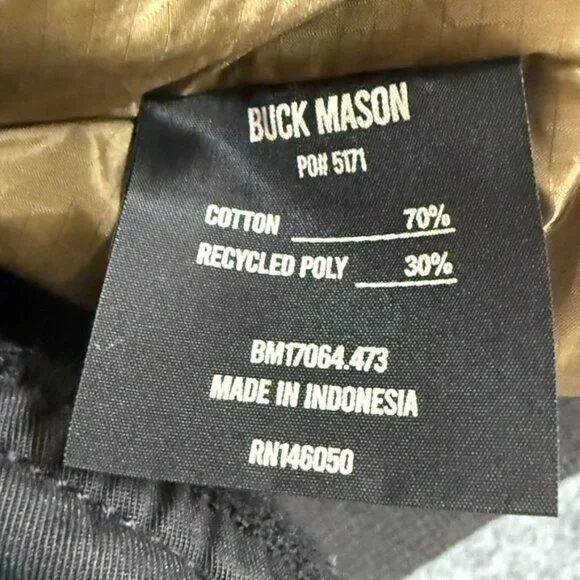 BUCK MASON
PO# 5171
COTTON 70%
RECYCLED POLY 30%
BM17064.473
MADE IN INDONESIA
RN146050